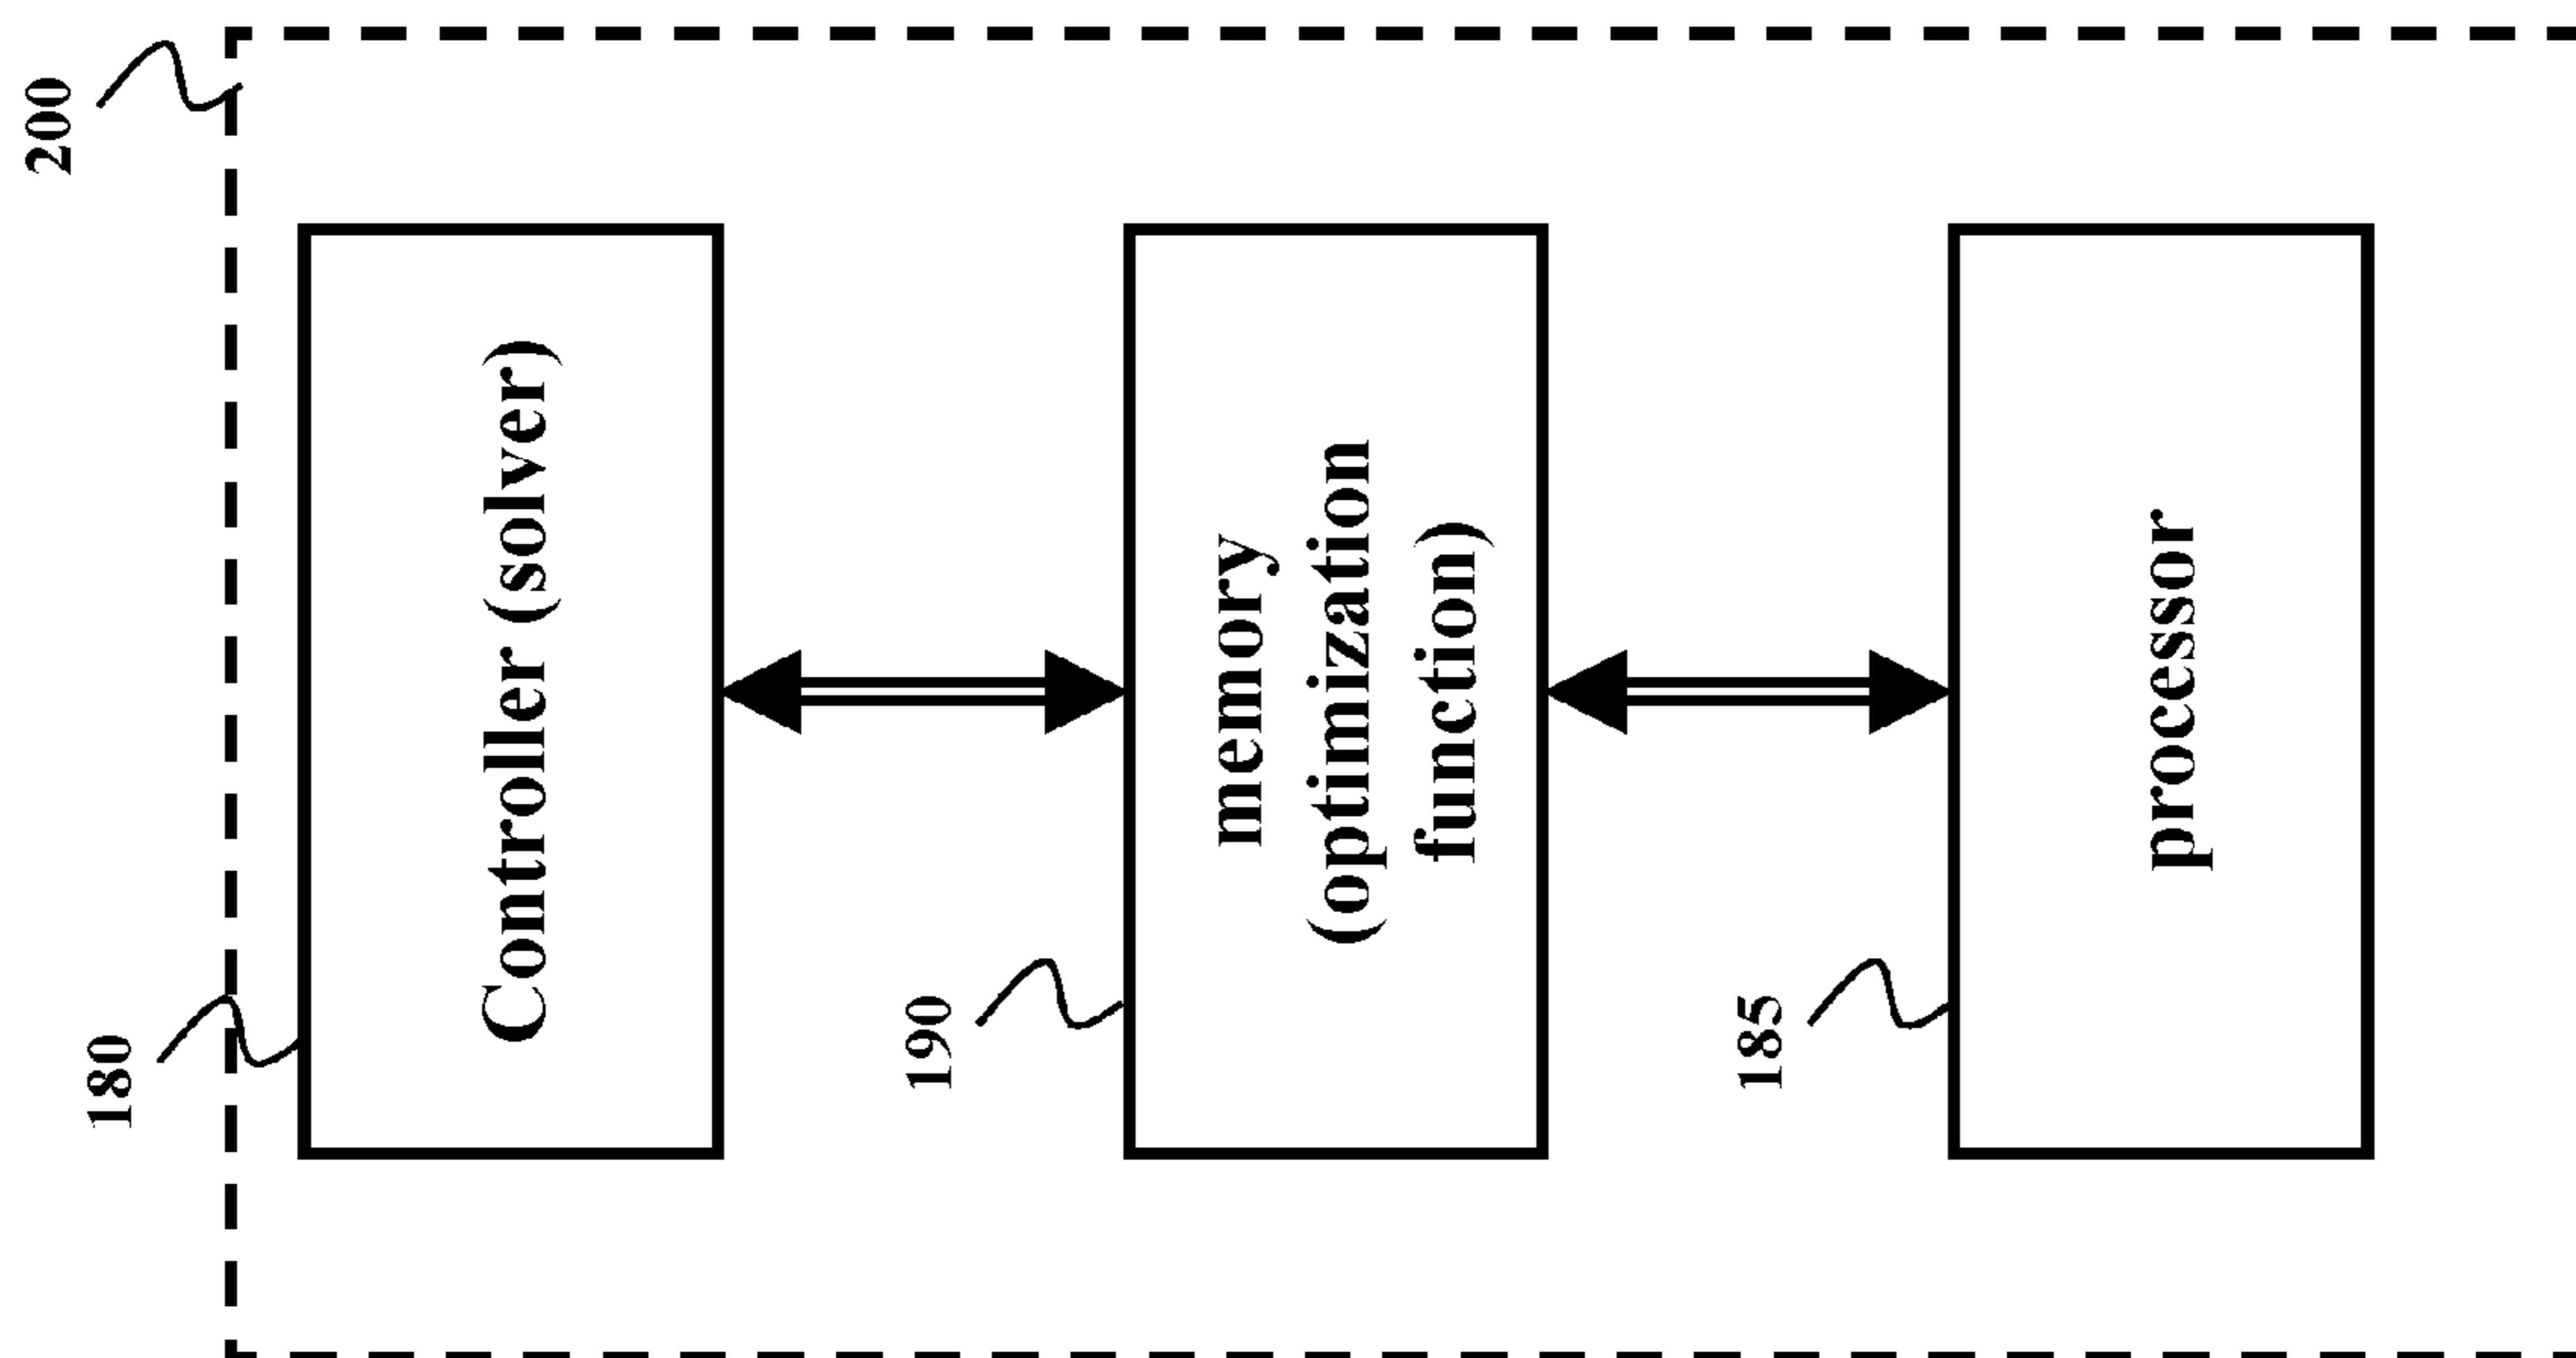 200
180
Controller (solver)
190
memory
(optimization
function)
185
processor